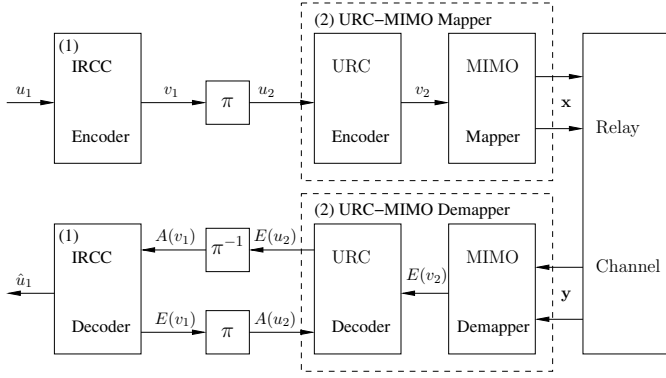 (2) URC−MIMO Mapper
(1)
IRCC
Encoder
u₁
v₁
π
u₂
URC
Encoder
v₂
MIMO
Mapper
x
Relay
Channel
(2) URC−MIMO Demapper
(1)
IRCC
Decoder
û₁
A(v₁)
π⁻¹
E(u₂)
E(v₁)
π
A(u₂)
URC
Decoder
E(v₂)
MIMO
Demapper
y